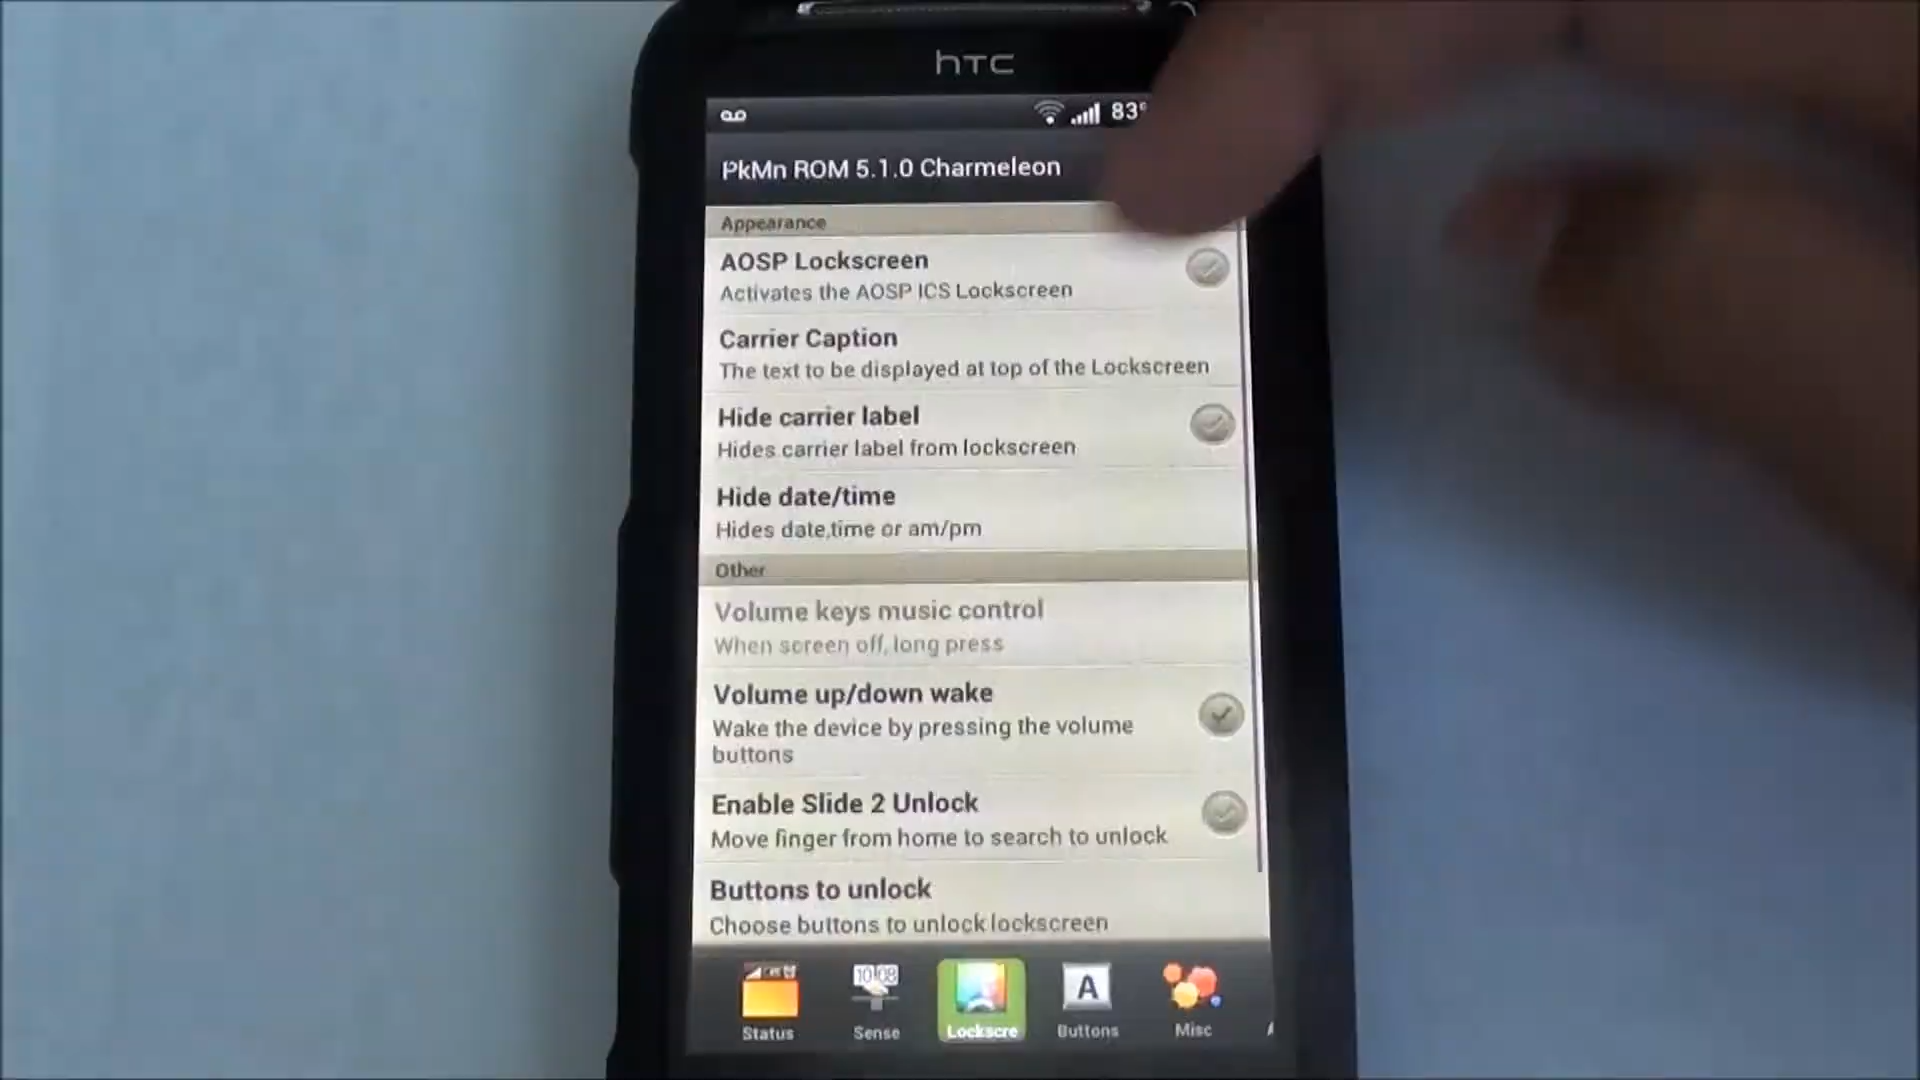 hTC
83°
PkMn ROM 5.1.0 Charmeleon
Appearance
AOSP Lockscreen
Activates the AOSP ICS Lockscreen
Carrier Caption
The text to be displayed at top of the Lockscreen
Hide carrier label
Hides carrier label from lockscreen
Hide date/time
Hides date,time or am/pm
Other
Volume keys music control
When screen off, long press
Volume up/down wake
Wake the device by pressing the volume
buttons
Enable Slide 2 Unlock
Move finger from home to search to unlock
Buttons to unlock
Choose buttons to unlock lockscreen
10 08
A
Status
Sense
Lockscre
Buttons
Misc